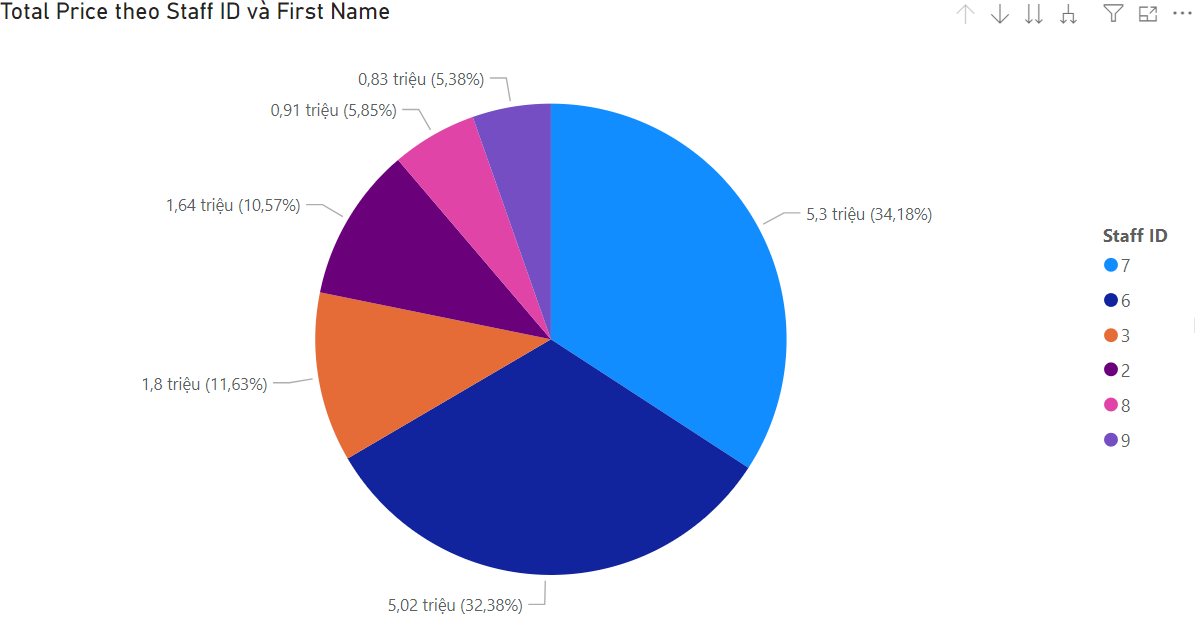 Total Price theo Staff ID và First Name
0,83 triệu (5,38%)
0,91 triệu (5,85%)
1,64 triệu (10,57%)
5,3 triệu (34,18%)
1,8 triệu (11,63%)
5,02 triệu (32,38%)
Staff ID
7
6
3
2
8
9